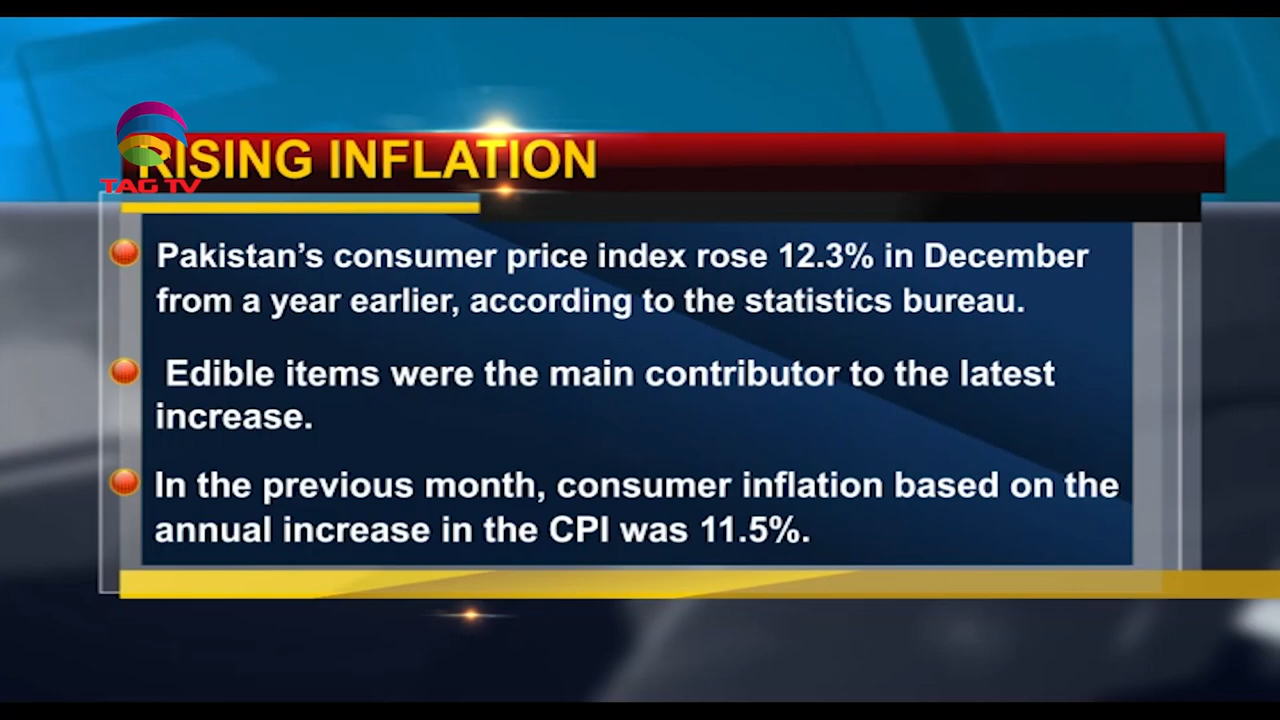 RISING INFLATION
TAG TV
Pakistan’s consumer price index rose 12.3% in December
from a year earlier, according to the statistics bureau.
Edible items were the main contributor to the latest
increase.
In the previous month, consumer inflation based on the
annual increase in the CPI was 11.5%.